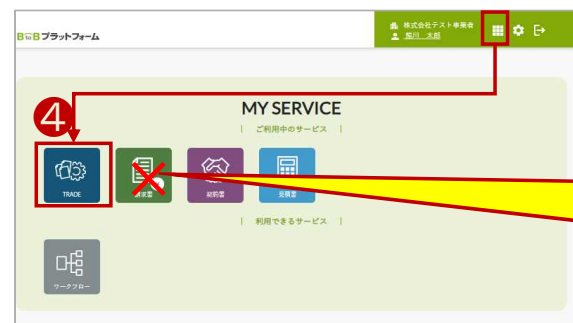 BtoBプラットフォーム
株式会社テスト事業者
荒川 太郎
4
MY SERVICE
| ご利用中のサービス |
TRADE
請求書
契約書
見積書
| 利用できるサービス |
ワークフロー